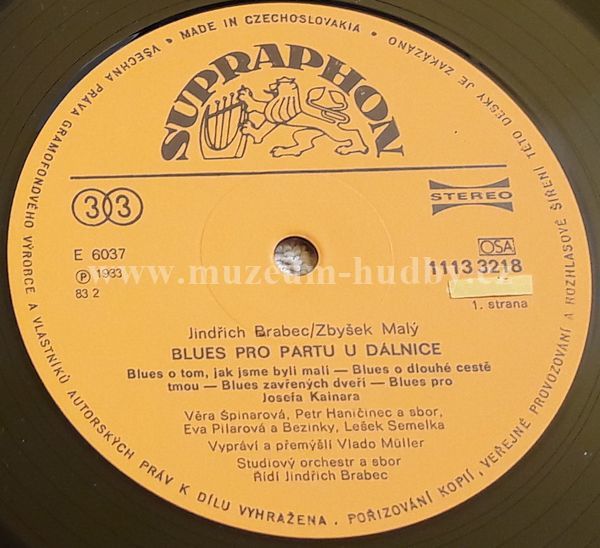 VŠECHNA PRÁVA GRAMOFONOVÉHO VÝROBCE A VLASTNÍKŮ AUTORSKÝCH PRÁV K DÍLU VYHRAŽENA. POŘIZOVÁNÍ KOPIÍ, VEŘEJNÉ PROVOZOVÁNÍ A ROZHLASOVÉ ŠÍŘENÍ TÉTO DESKY JE ZAKÁZÁNO • MADE IN CZECHOSLOVAKIA •
SUPRAPHON
33
STEREO
E 6037
Ⓟ 1933
83 2
OSA
1113 3218
www.muzeum-hudby.cz
1. strana
Jindřich Brabec/Zbyšek Malý
BLUES PRO PARTU U DÁLNICE
Blues o tom, jak jsme byli malí — Blues o dlouhé cestě
tmou — Blues zavřených dveří — Blues pro
Josefa Kainara
Věra Špinarová, Petr Haničinec a sbor,
Eva Pilarová a Bezinky, Lešek Semelka
Vypráví a přemýšlí Vlado Müller
Studiový orchestr a sbor
Řídí Jindřich Brabec